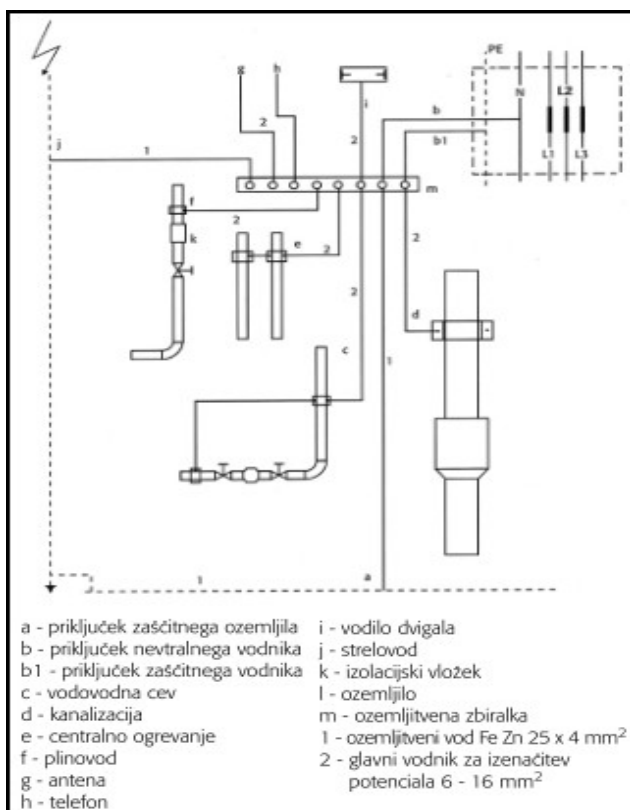 g h
PE
i
N L2
b
2 2 b1
j 1 L1 L3
m
f
2
k e 2 2
2
d
c
1
1 a
a - priključek zaščitnega ozemljila
b - priključek nevtralnega vodnika
b1 - priključek zaščitnega vodnika
c - vodovodna cev
d - kanalizacija
e - centralno ogrevanje
f - plinovod
g - antena
h - telefon
i - vodilo dvigala
j - strelovod
k - izolacijski vložek
l - ozemljilo
m - ozemljitvena zbiralka
1 - ozemljitveni vod Fe Zn 25 x 4 mm²
2 - glavni vodnik za izenačitev
potenciala 6 - 16 mm²